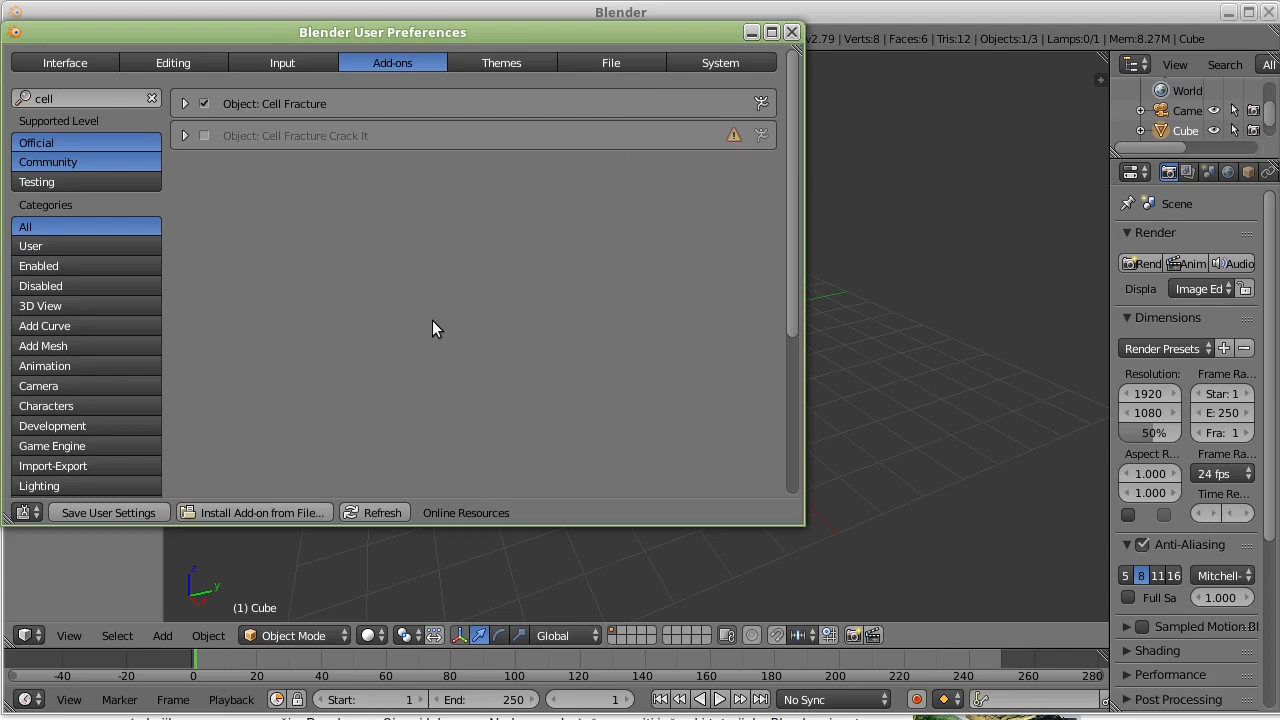 Blender
Blender User Preferences
v2.79 | Verts:8 | Faces:6 | Tris:12 | Objects:1/3 | Lamps:0/1 | Mem:8.27M | Cube
Interface
Editing
Input
Add-ons
Themes
File
System
View
Search
All
cell
Supported Level
Official
Community
Testing
Categories
All
User
Enabled
Disabled
3D View
Add Curve
Add Mesh
Animation
Camera
Characters
Development
Game Engine
Import-Export
Lighting
Object: Cell Fracture
Object: Cell Fracture Crack It
Save User Settings
Install Add-on from File...
Refresh
Online Resources
World
Came
Cube
Scene
Render
Rend
Anim
Audio
Displa
Image Ed
Dimensions
Render Presets
Resolution:
Frame Ra...
1920
Star: 1
1080
E: 250
50%
Fra: 1
Aspect R...
Frame Ra...
1.000
24 fps
1.000
Time Re...
Anti-Aliasing
5
8
11
16
Mitchell-
Full Sa
1.000
Sampled Motion Bl
Shading
Performance
Post Processing
z
y
x
(1) Cube
View
Select
Add
Object
Object Mode
Global
-40 -20 0 20 40 60 80 100 120 140 160 180 200 220 240 260 280
View
Marker
Frame
Playback
Start: 1
End: 250
1
No Sync